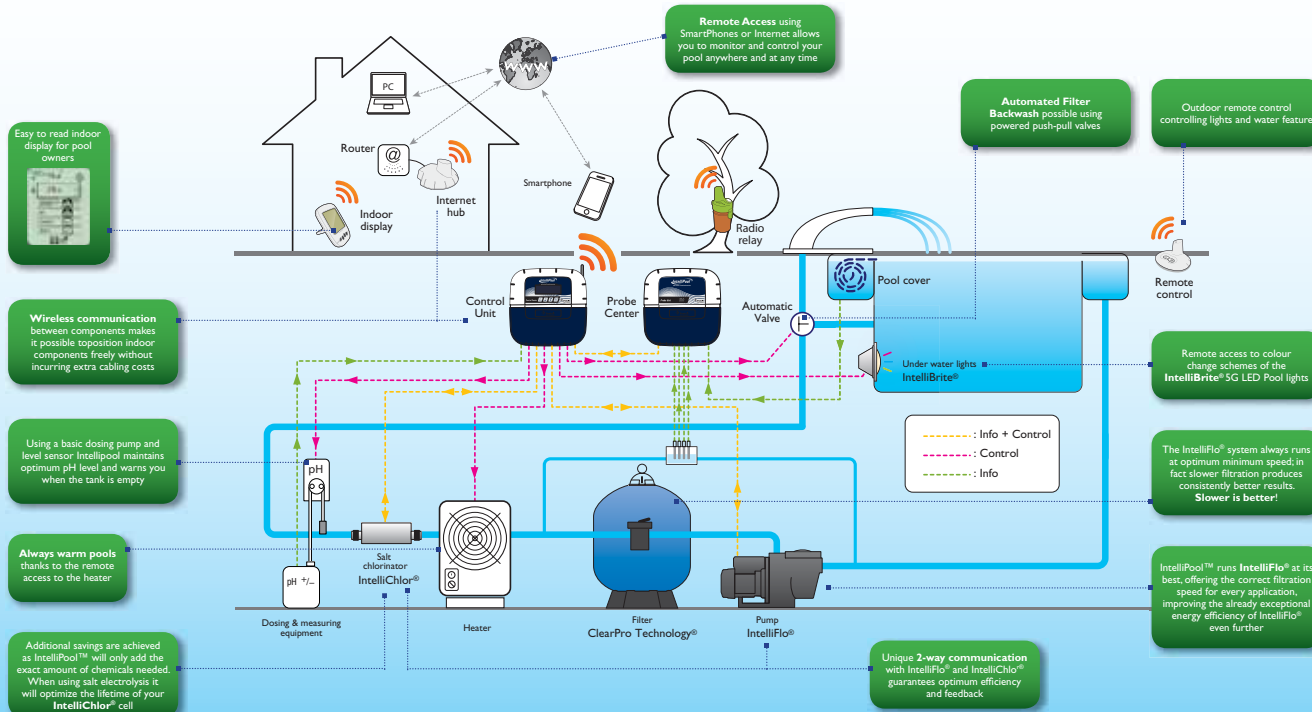 Remote Access using
SmartPhones or Internet allows
you to monitor and control your
pool anywhere and at any time
PC
Router
@
Internet
hub
Indoor
display
Smartphone
Radio
relay
Easy to read indoor
display for pool
owners
Automated Filter
Backwash possible using
powered push-pull valves
Outdoor remote control
controlling lights and water feature
Remote
control
Pool cover
Control
Unit
Probe
Center
Automatic
Valve
Wireless communication
between components makes
it possible toposition indoor
components freely without
incurring extra cabling costs
Under water lights
IntelliBrite®
Remote access to colour
change schemes of the
IntelliBrite® 5G LED Pool lights
: Info + Control
: Control
: Info
Using a basic dosing pump and
level sensor Intellipool maintains
optimum pH level and warns you
when the tank is empty
pH
The IntelliFlo® system always runs
at optimum minimum speed; in
fact slower filtration produces
consistently better results.
Slower is better!
Always warm pools
thanks to the remote
access to the heater
Salt
chlorinator
IntelliChlor®
pH +/-
Dosing & measuring
equipment
Heater
Filter
ClearPro Technology®
Pump
IntelliFlo®
IntelliPool™ runs IntelliFlo® at its
best, offering the correct filtration
speed for every application,
improving the already exceptional
energy efficiency of IntelliFlo®
even further
Additional savings are achieved
as IntelliPool™ will only add the
exact amount of chemicals needed.
When using salt electrolysis it
will optimize the lifetime of your
IntelliChlor® cell
Unique 2-way communication
with IntelliFlo® and IntelliChlor®
guarantees optimum efficiency
and feedback